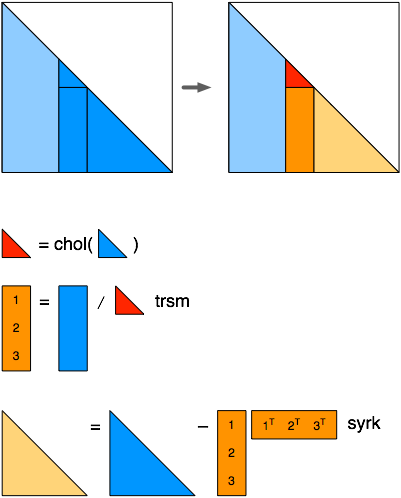 = chol( )
1 = / trsm
2
3
= – 1 1ᵀ 2ᵀ 3ᵀ syrk
2
3